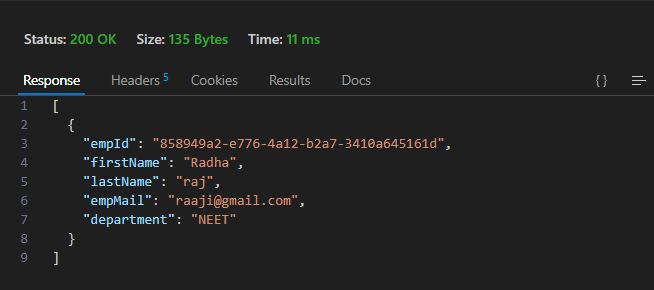 Status: 200 OK Size: 135 Bytes Time: 11 ms
Response Headers 5 Cookies Results Docs { }
1 [
2 {
3 "empId": "858949a2-e776-4a12-b2a7-3410a645161d",
4 "firstName": "Radha",
5 "lastName": "raj",
6 "empMail": "raaji@gmail.com",
7 "department": "NEET"
8 }
9 ]